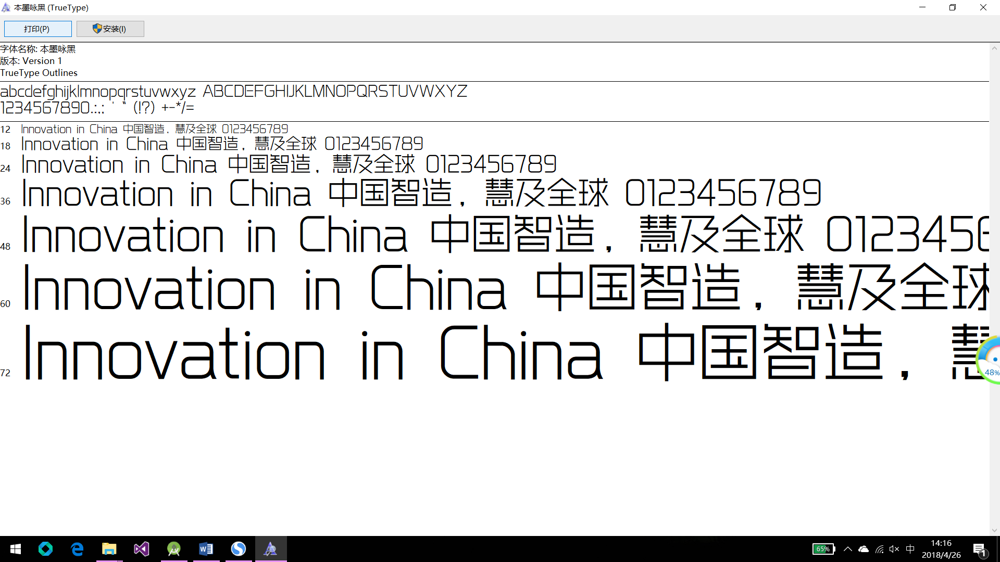 本墨咏黑 (TrueType)
打印(P) 安装(I)
字体名称: 本墨咏黑
版本: Version 1
TrueType Outlines
abcdefghijklmnopqrstuvwxyz ABCDEFGHIJKLMNOPQRSTUVWXYZ
1234567890.:,; ' " (!?) +-*/=
12 Innovation in China 中国智造，慧及全球 0123456789
18 Innovation in China 中国智造，慧及全球 0123456789
24 Innovation in China 中国智造，慧及全球 0123456789
36 Innovation in China 中国智造，慧及全球 0123456789
48 Innovation in China 中国智造，慧及全球 0123456
60 Innovation in China 中国智造，慧及全球
72 Innovation in China 中国智造，慧
48%
65% 中 14:16
2018/4/26 1